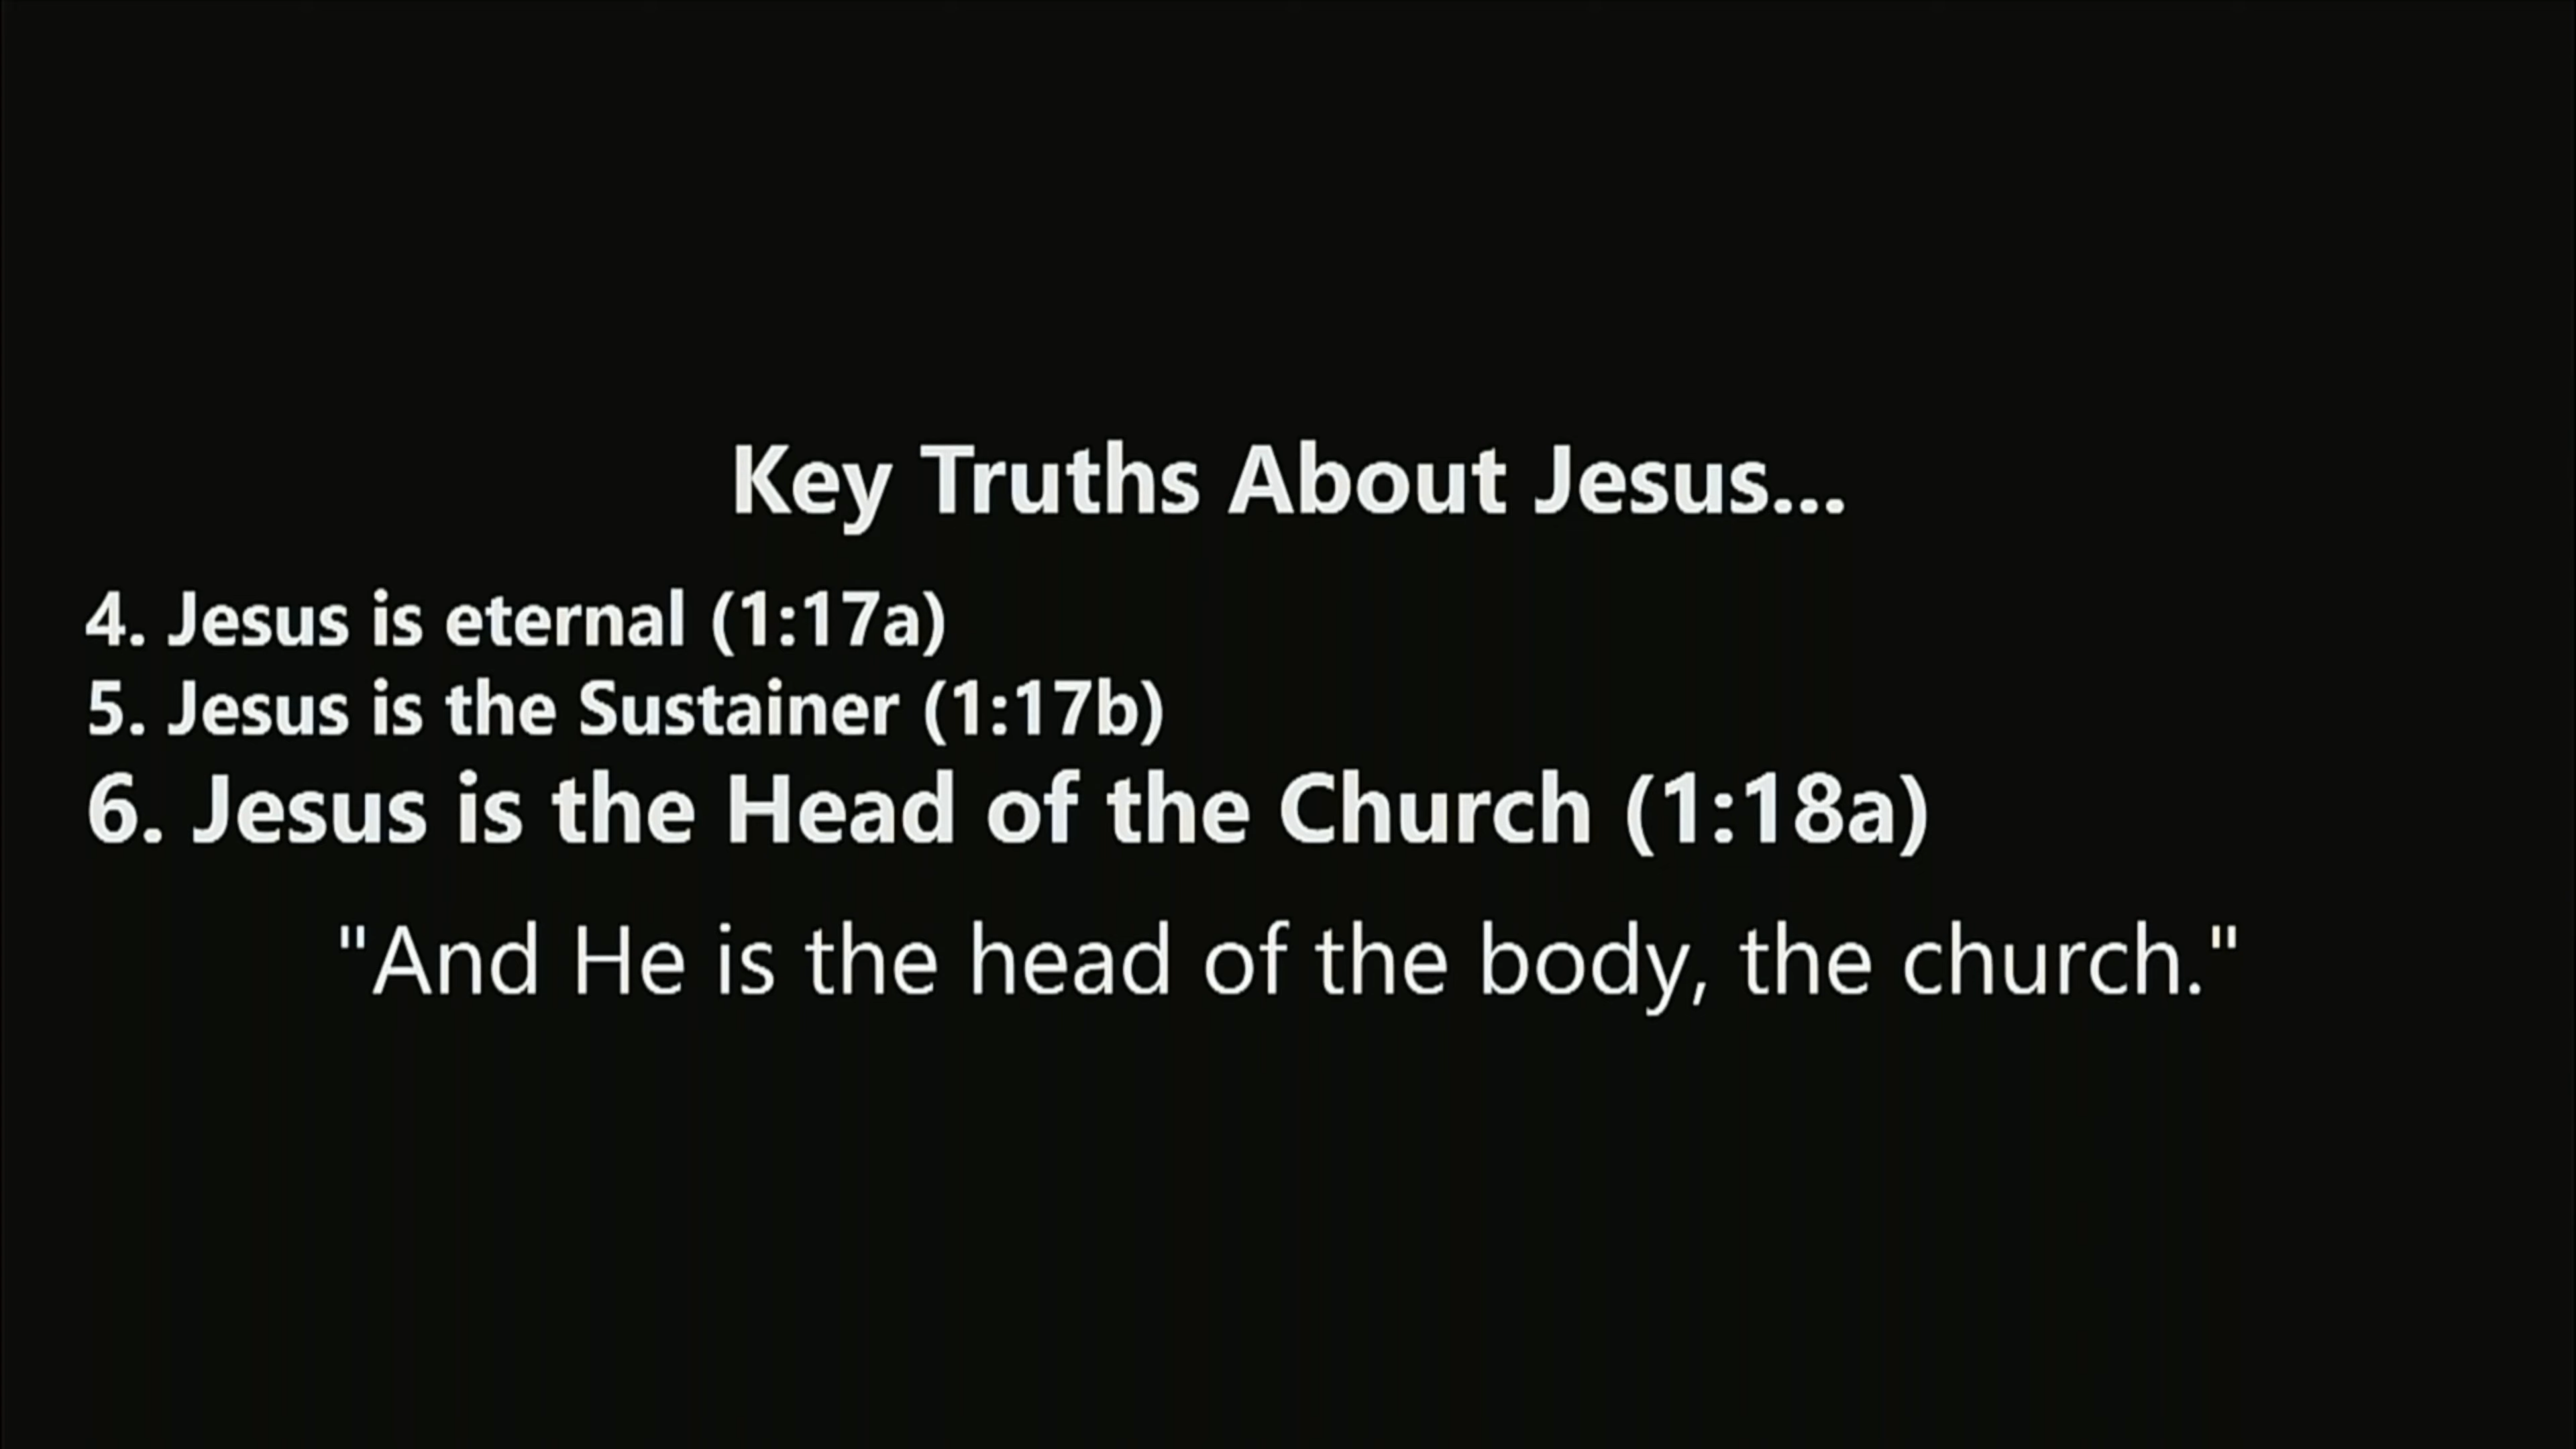 Key Truths About Jesus...
4. Jesus is eternal (1:17a)
5. Jesus is the Sustainer (1:17b)
6. Jesus is the Head of the Church (1:18a)
"And He is the head of the body, the church."